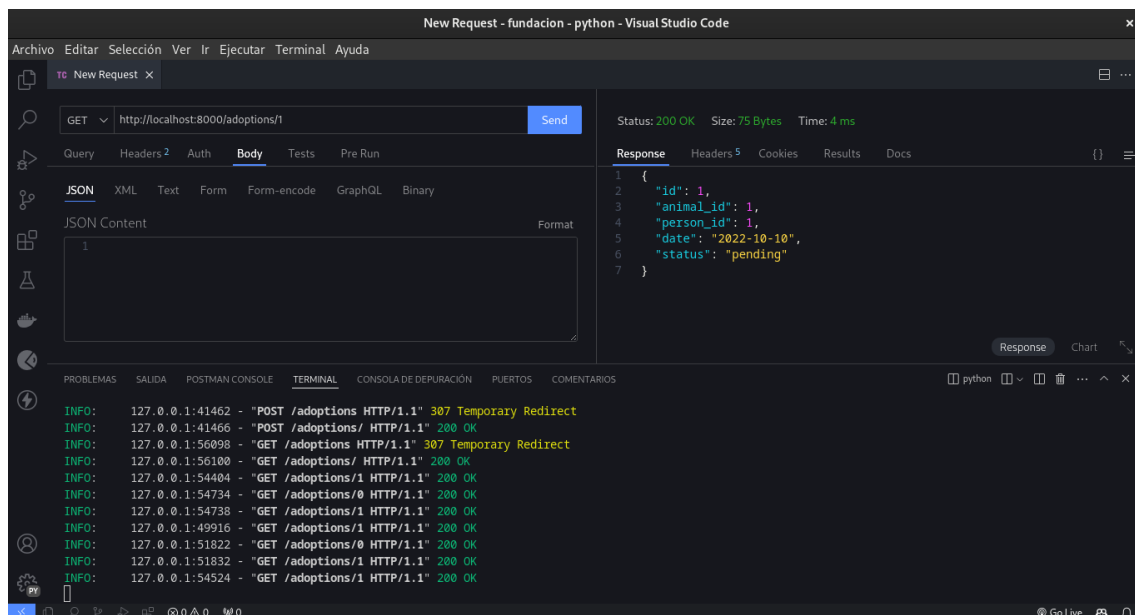 New Request - fundacion - python - Visual Studio Code
Archivo Editar Selección Ver Ir Ejecutar Terminal Ayuda
TC New Request
GET http://localhost:8000/adoptions/1 Send
Status: 200 OK Size: 75 Bytes Time: 4 ms
Query Headers 2 Auth Body Tests Pre Run
Response Headers 5 Cookies Results Docs
{}
JSON XML Text Form Form-encode GraphQL Binary
JSON Content Format
1
1 {
2 "id": 1,
3 "animal_id": 1,
4 "person_id": 1,
5 "date": "2022-10-10",
6 "status": "pending"
7 }
Response Chart
PROBLEMAS SALIDA POSTMAN CONSOLE TERMINAL CONSOLA DE DEPURACIÓN PUERTOS COMENTARIOS
python
INFO: 127.0.0.1:41462 - "POST /adoptions HTTP/1.1" 307 Temporary Redirect
INFO: 127.0.0.1:41466 - "POST /adoptions/ HTTP/1.1" 200 OK
INFO: 127.0.0.1:56098 - "GET /adoptions HTTP/1.1" 307 Temporary Redirect
INFO: 127.0.0.1:56100 - "GET /adoptions/ HTTP/1.1" 200 OK
INFO: 127.0.0.1:54404 - "GET /adoptions/1 HTTP/1.1" 200 OK
INFO: 127.0.0.1:54734 - "GET /adoptions/0 HTTP/1.1" 200 OK
INFO: 127.0.0.1:54738 - "GET /adoptions/1 HTTP/1.1" 200 OK
INFO: 127.0.0.1:49916 - "GET /adoptions/1 HTTP/1.1" 200 OK
INFO: 127.0.0.1:51822 - "GET /adoptions/0 HTTP/1.1" 200 OK
INFO: 127.0.0.1:51832 - "GET /adoptions/1 HTTP/1.1" 200 OK
INFO: 127.0.0.1:54524 - "GET /adoptions/1 HTTP/1.1" 200 OK
PY
0 0 0 Go Live